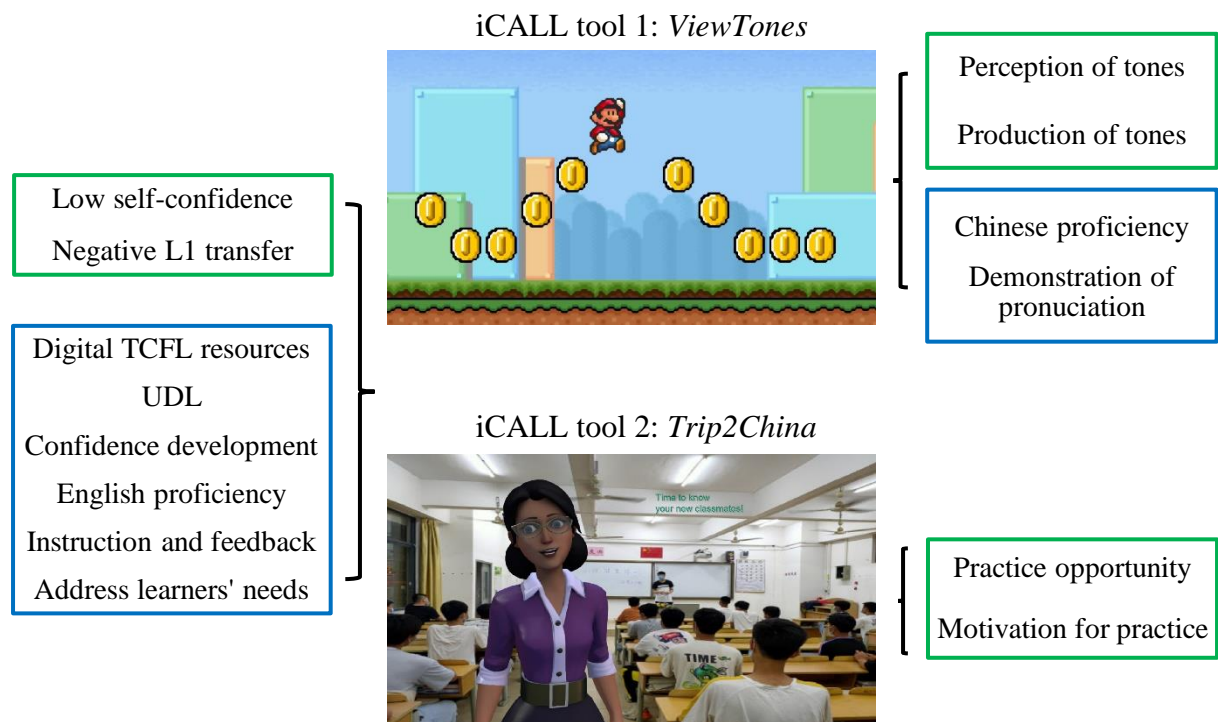 iCALL tool 1: ViewTones
Perception of tones
Production of tones
Low self-confidence
Negative L1 transfer
Chinese proficiency
Demonstration of
pronuciation
Digital TCFL resources
UDL
Confidence development
English proficiency
Instruction and feedback
Address learners' needs
iCALL tool 2: Trip2China
Time to know
your new classmates!
TIME
Practice opportunity
Motivation for practice